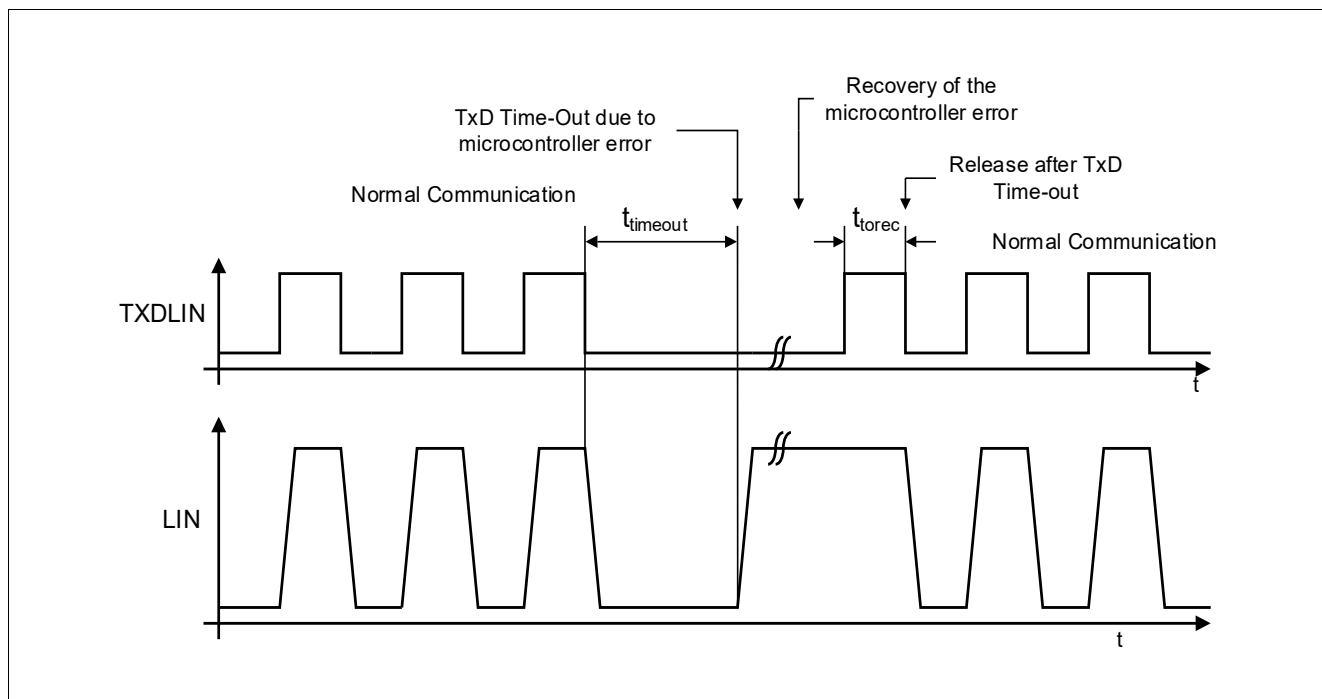 Recovery of the
microcontroller error
TxD Time-Out due to
microcontroller error
Release after TxD
Time-out
Normal Communication
t_timeout
t_torec
Normal Communication
TXDLIN
t
LIN
t